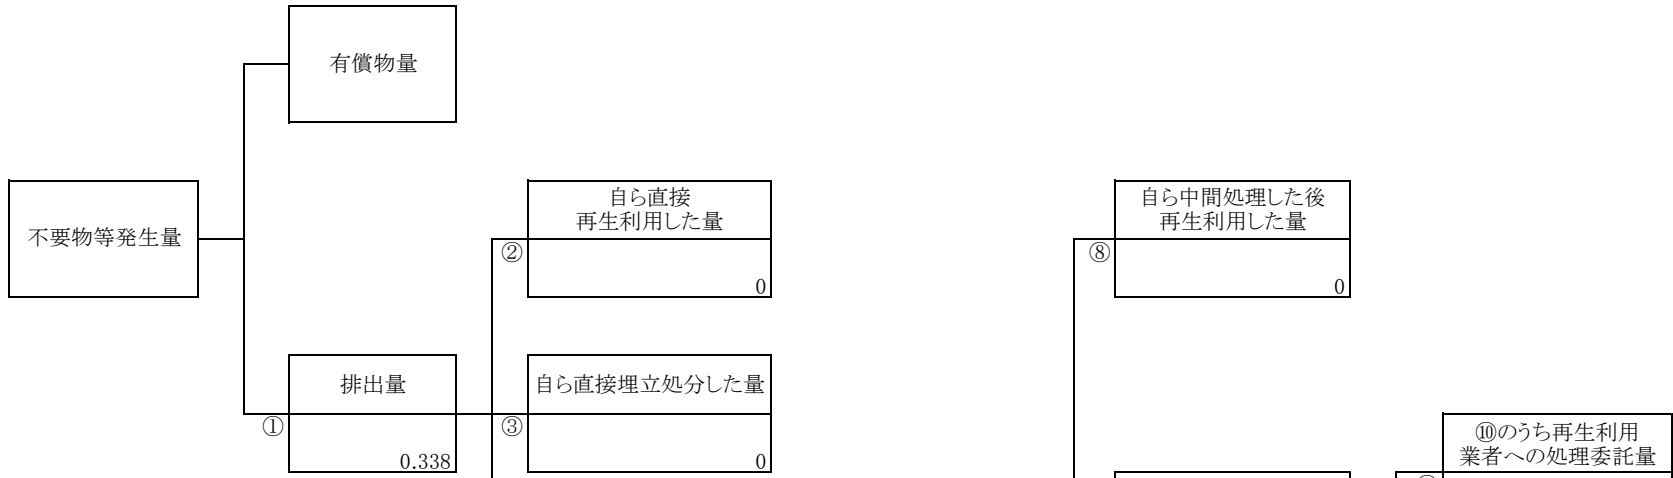 有償物量
不要物等発生量
自ら直接
再生利用した量
②
0
自ら中間処理した後
再生利用した量
⑧
0
排出量
①
0.338
自ら直接埋立処分した量
③
0
⑩のうち再生利用
業者への処理委託量